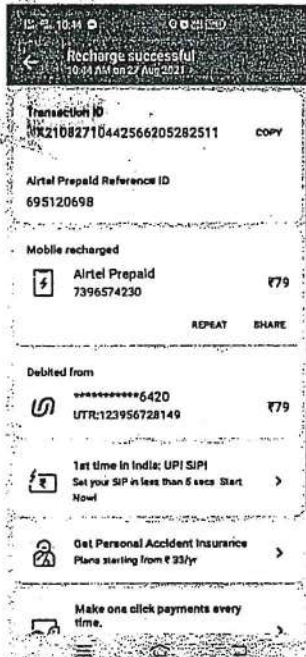 10:44
Recharge successful
10:44 AM on 27 Aug 2021
Transaction ID
COPY
Airtel Prepaid Reference ID
695120698
Mobile recharged
Airtel Prepaid
7396574230
₹79
REPEAT SHARE
Debited from
***********6420
₹79
UTR:123956728149
1st time in India: UPI SIP!
Set your SIP in less than 5 secs Start
Now!
Get Personal Accident Insurance
Plans starting from ₹ 33/yr
Make one click payments every
time.